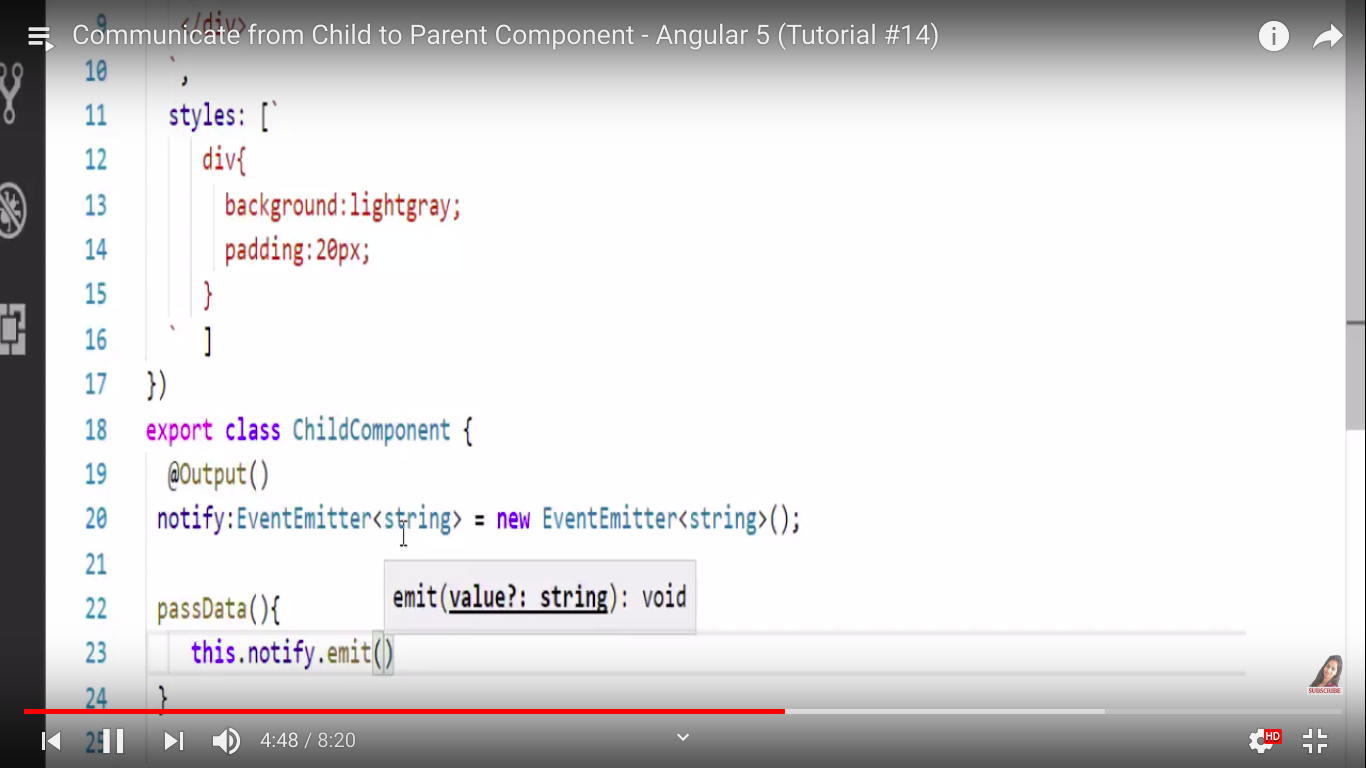 9 </div>
Communicate from Child to Parent Component - Angular 5 (Tutorial #14)
10 `,
11 styles: [`
12 div{
13 background:lightgray;
14 padding:20px;
15 }
16 ` ]
17 })
18 export class ChildComponent {
19 @Output()
20 notify:EventEmitter<string> = new EventEmitter<string>();
21
emit(value?: string): void
22 passData(){
23 this.notify.emit()
24 }
SUBSCRIBE
25
4:48 / 8:20
HD